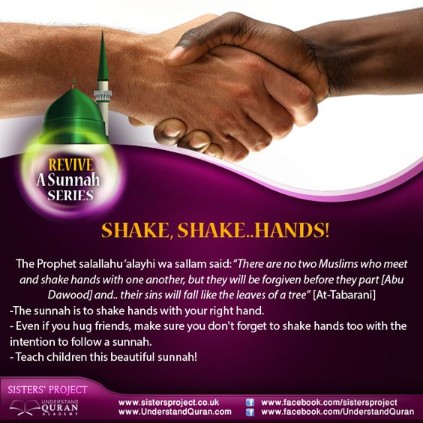 REVIVE
A Sunnah
SERIES
SHAKE, SHAKE..HANDS!
The Prophet salallahu 'alayhi wa sallam said: "There are no two Muslims who meet
and shake hands with one another, but they will be forgiven before they part [Abu
Dawood] and.. their sins will fall like the leaves of a tree" [At-Tabarani]
-The sunnah is to shake hands with your right hand.
- Even if you hug friends, make sure you don't forget to shake hands too with the
intention to follow a sunnah.
- Teach children this beautiful sunnah!
SISTERS' PROJECT
UNDERSTAND
QURAN
ACADEMY
www.sistersproject.co.uk
www.facebook.com/sistersproject
www.UnderstandQuran.com
www.facebook.com/UnderstandQuran